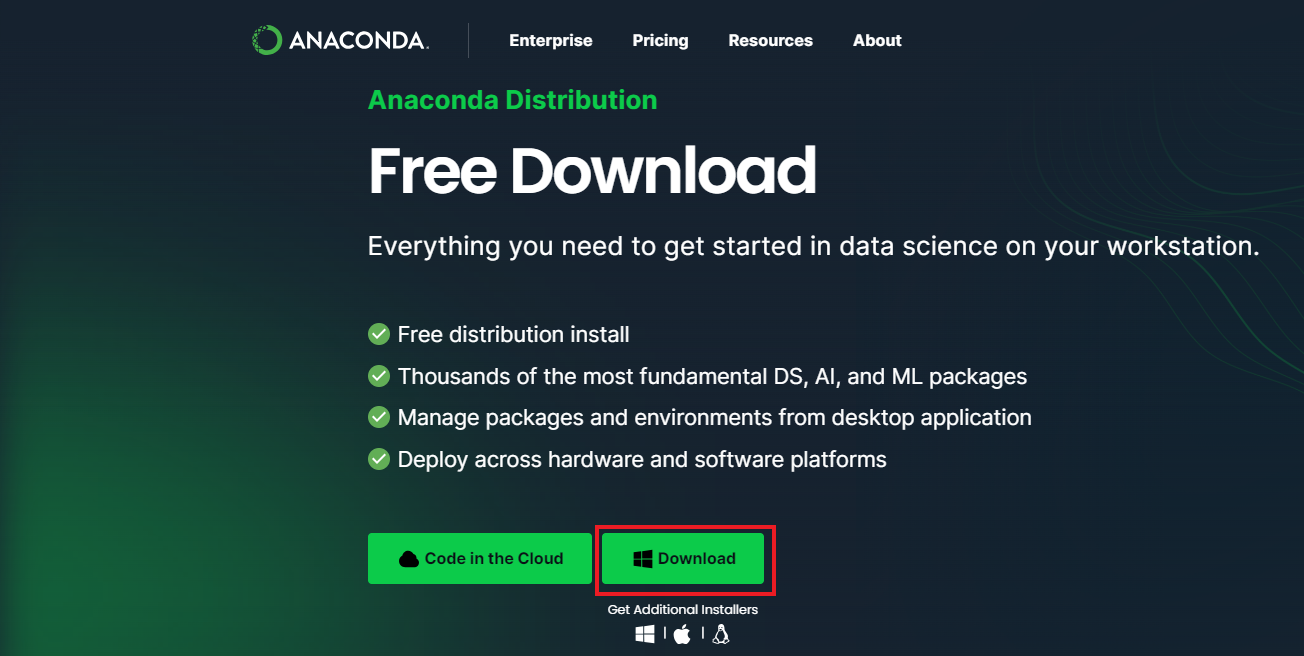 ANACONDA.
Enterprise Pricing Resources About
Anaconda Distribution
Free Download
Everything you need to get started in data science on your workstation.
Free distribution install
Thousands of the most fundamental DS, AI, and ML packages
Manage packages and environments from desktop application
Deploy across hardware and software platforms
Code in the Cloud Download
Get Additional Installers
| |